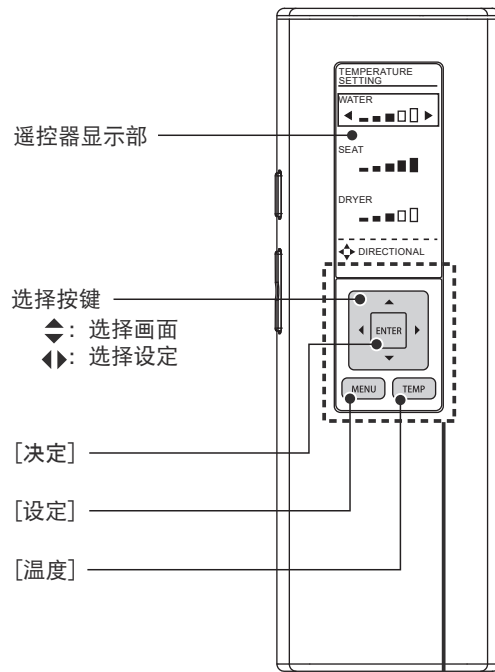 TEMPERATURE
SETTING
WATER
遥控器显示部
SEAT
DRYER
DIRECTIONAL
选择按键
：选择画面
：选择设定
ENTER
MENU
TEMP
[决定]
[设定]
[温度]